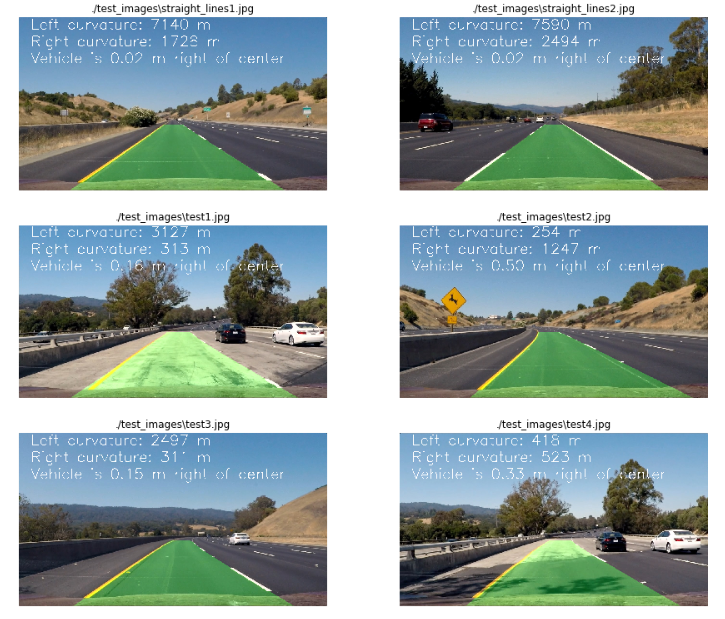 ./test_images\straight_lines1.jpg
Left curvature: 7140 m
Right curvature: 1728 m
Vehicle is 0.02 m right of center
./test_images\straight_lines2.jpg
Left curvature: 7590 m
Right curvature: 2494 m
Vehicle is 0.02 m right of center
./test_images\test1.jpg
Left curvature: 3127 m
Right curvature: 313 m
Vehicle is 0.16 m right of center
./test_images\test2.jpg
Left curvature: 254 m
Right curvature: 1247 m
Vehicle is 0.50 m right of center
./test_images\test3.jpg
Left curvature: 2497 m
Right curvature: 311 m
Vehicle is 0.15 m right of center
./test_images\test4.jpg
Left curvature: 418 m
Right curvature: 523 m
Vehicle is 0.33 m right of center